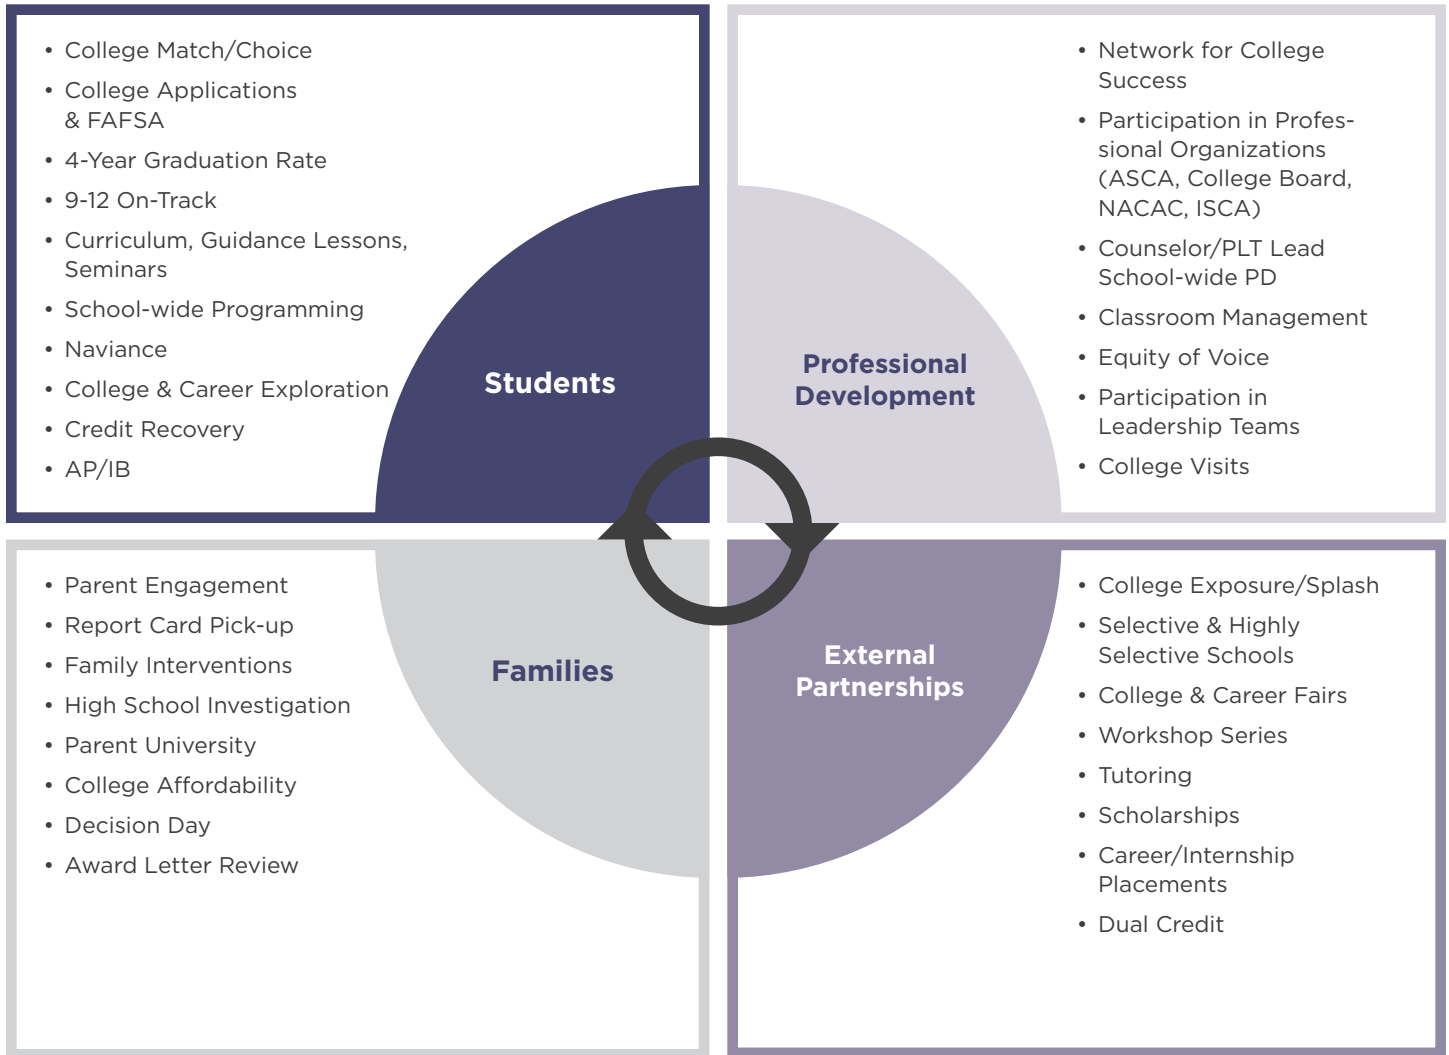 • College Match/Choice
• College Applications
& FAFSA
• 4-Year Graduation Rate
• 9-12 On-Track
• Curriculum, Guidance Lessons,
Seminars
• School-wide Programming
• Naviance
• College & Career Exploration
• Credit Recovery
• AP/IB
Students
Professional
Development
• Network for College
Success
• Participation in Profes-
sional Organizations
(ASCA, College Board,
NACAC, ISCA)
• Counselor/PLT Lead
School-wide PD
• Classroom Management
• Equity of Voice
• Participation in
Leadership Teams
• College Visits
• Parent Engagement
• Report Card Pick-up
• Family Interventions
• High School Investigation
• Parent University
• College Affordability
• Decision Day
• Award Letter Review
Families
External
Partnerships
• College Exposure/Splash
• Selective & Highly
Selective Schools
• College & Career Fairs
• Workshop Series
• Tutoring
• Scholarships
• Career/Internship
Placements
• Dual Credit